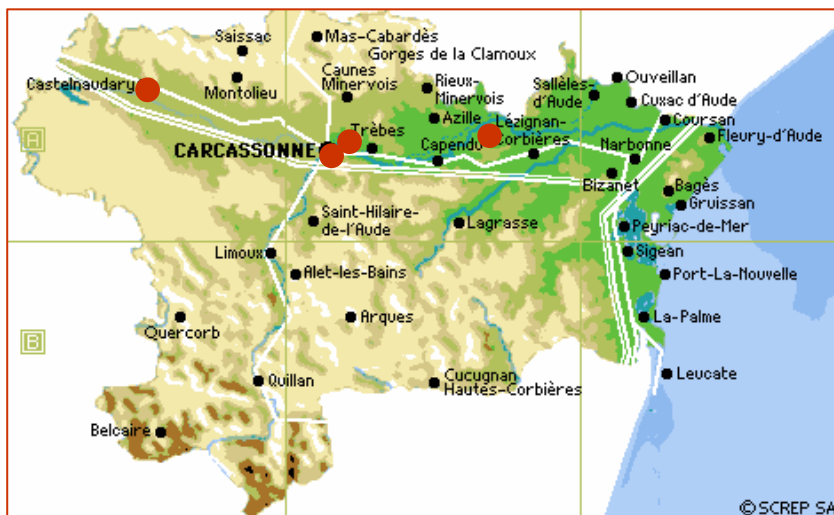 Saissac
Mas-Cabardès
Gorges de la Clamoux
Castelnaudary
Montolieu
Caunes
Minervois
Rieux-
Minervois
Sallèles-
d'Aude
Ouveillan
Cuxac d'Aude
Azille
Lézignan-
Corbières
Coursan
A
Trèbes
CARCASSONNE
Capendu
Narbonne
Fleury-d'Aude
Bizanet
Bagès
Gruissan
Saint-Hilaire-
de-l'Aude
Lagrasse
Peyriac-de-Mer
Limoux
Sigean
Alet-les-Bains
Port-La-Nouvelle
Quercorb
Arques
La-Palme
B
Quillan
Cucugnan
Hautes-Corbières
Leucate
Belcaire
© SCREP SA